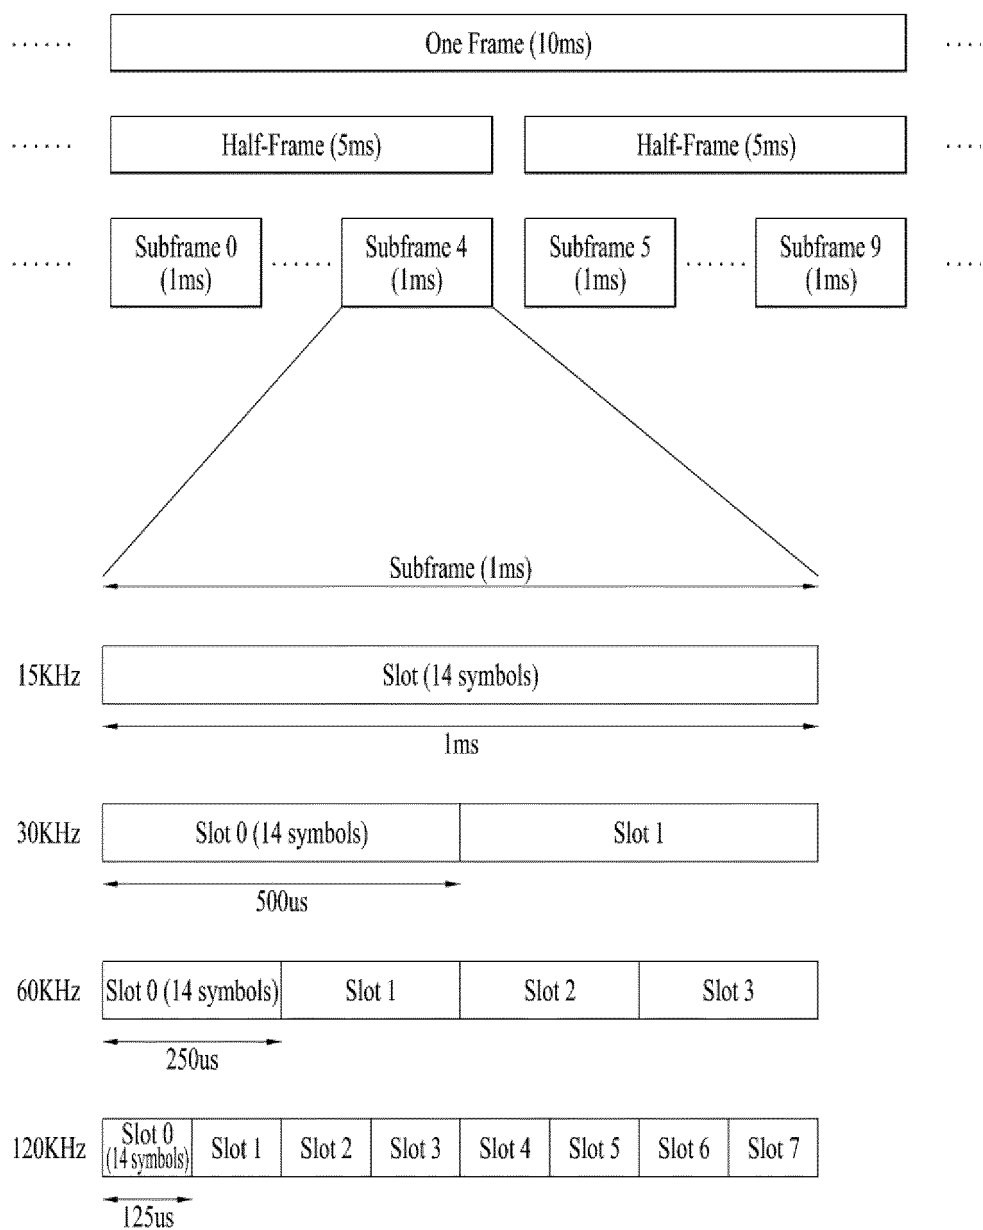 ...... One Frame (10ms) ....
...... Half-Frame (5ms) Half-Frame (5ms) ....
...... Subframe 0 (1ms) ...... Subframe 4 (1ms) Subframe 5 (1ms) ...... Subframe 9 (1ms) ....
Subframe (1ms)
15KHz Slot (14 symbols)
1ms
30KHz Slot 0 (14 symbols) Slot 1
500us
60KHz Slot 0 (14 symbols) Slot 1 Slot 2 Slot 3
250us
120KHz Slot 0 (14 symbols) Slot 1 Slot 2 Slot 3 Slot 4 Slot 5 Slot 6 Slot 7
125us